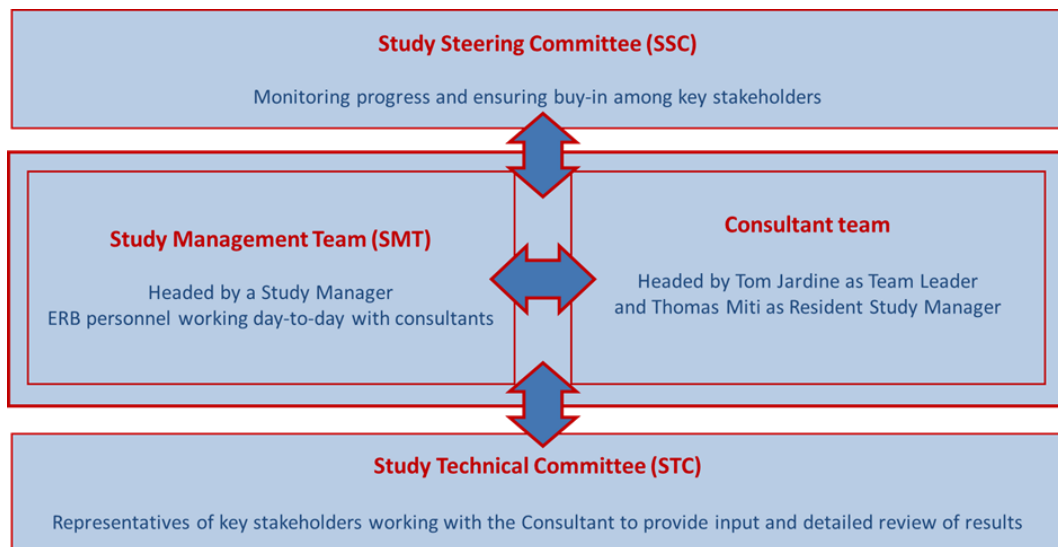 Study Steering Committee (SSC)
Monitoring progress and ensuring buy-in among key stakeholders
Study Management Team (SMT)
Headed by a Study Manager
ERB personnel working day-to-day with consultants
Consultant team
Headed by Tom Jardine as Team Leader
and Thomas Miti as Resident Study Manager
Study Technical Committee (STC)
Representatives of key stakeholders working with the Consultant to provide input and detailed review of results